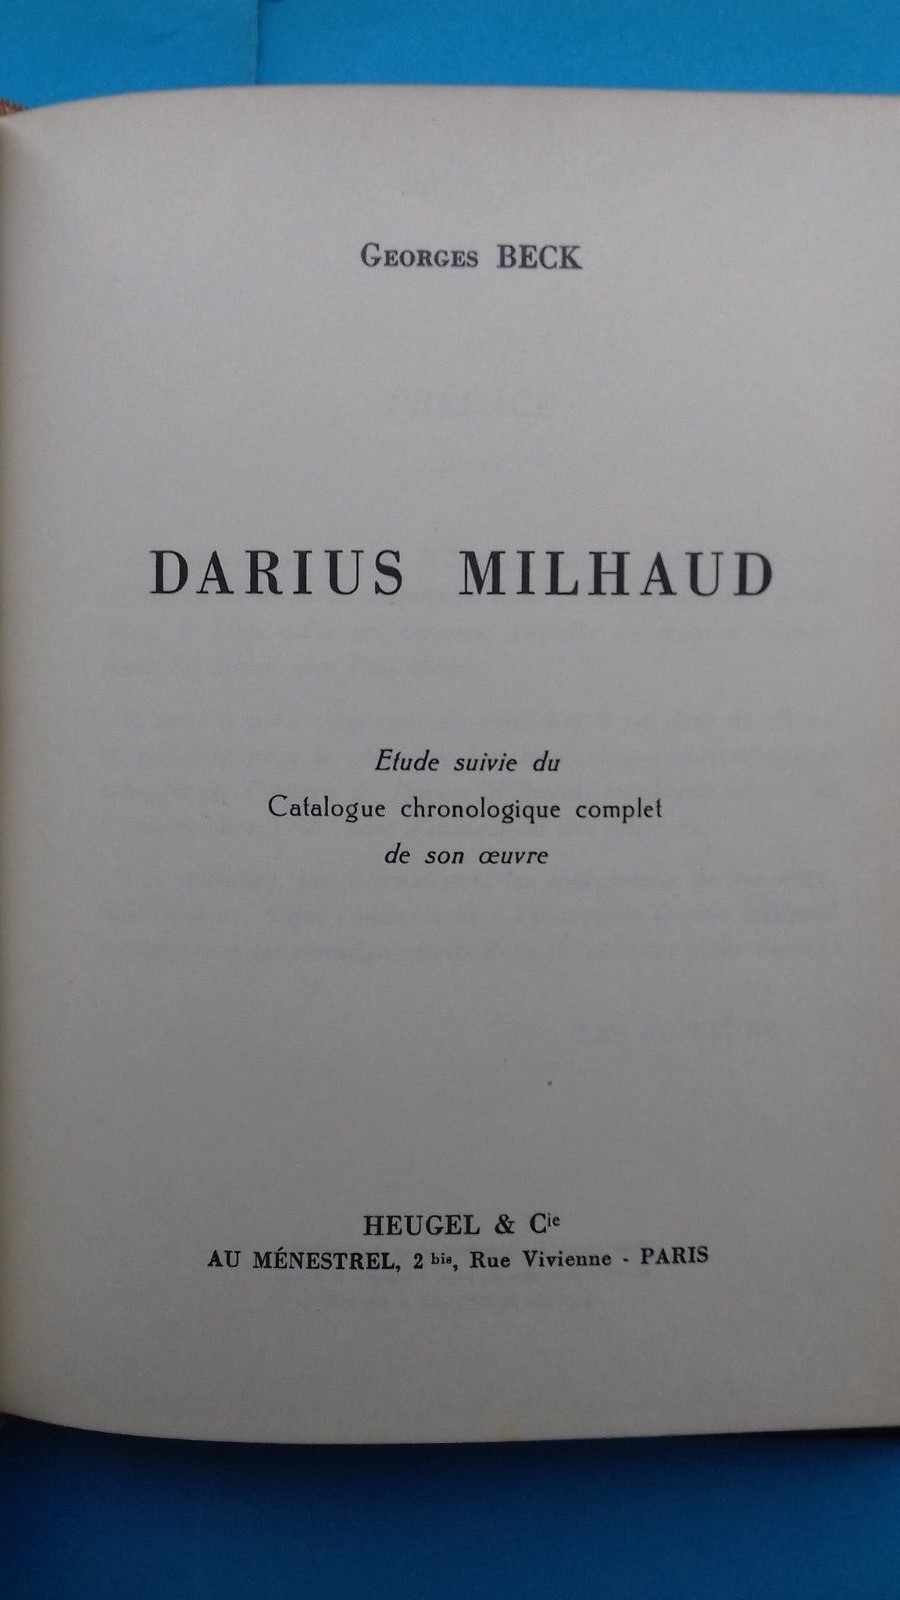 Georges BECK
DARIUS MILHAUD
Etude suivie du
Catalogue chronologique complet
de son œuvre
HEUGEL & Cie
AU MÉNESTREL, 2 bis, Rue Vivienne - PARIS